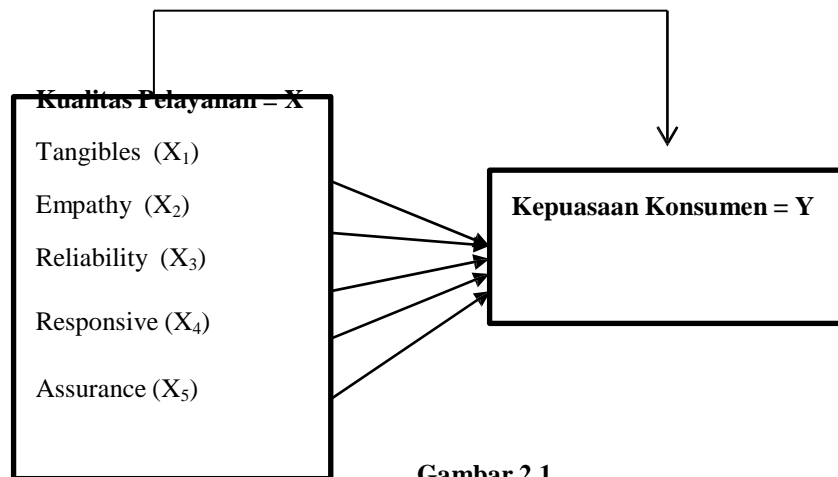 Kualitas Pelayanan = X
Tangibles (X₁)
Empathy (X₂)
Reliability (X₃)
Responsive (X₄)
Assurance (X₅)
Kepuasaan Konsumen = Y
Gambar 2.1